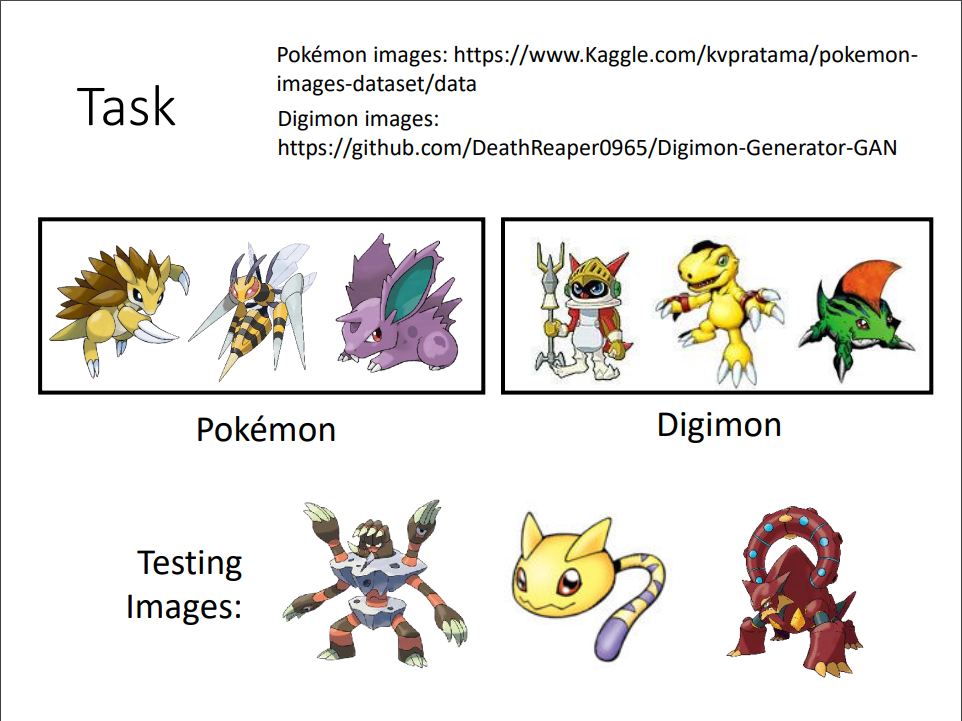 Task
Pokémon images: https://www.Kaggle.com/kvpratama/pokemon-
images-dataset/data
Digimon images:
https://github.com/DeathReaper0965/Digimon-Generator-GAN
Pokémon
Digimon
Testing
Images: